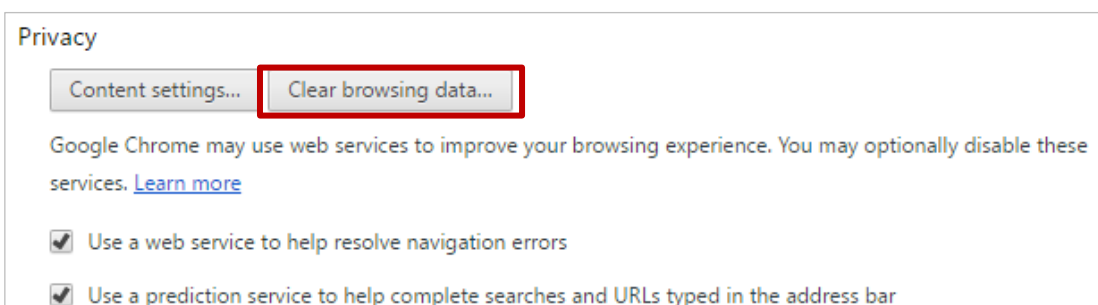 Privacy
Content settings... Clear browsing data...
Google Chrome may use web services to improve your browsing experience. You may optionally disable these
services. Learn more
Use a web service to help resolve navigation errors
Use a prediction service to help complete searches and URLs typed in the address bar